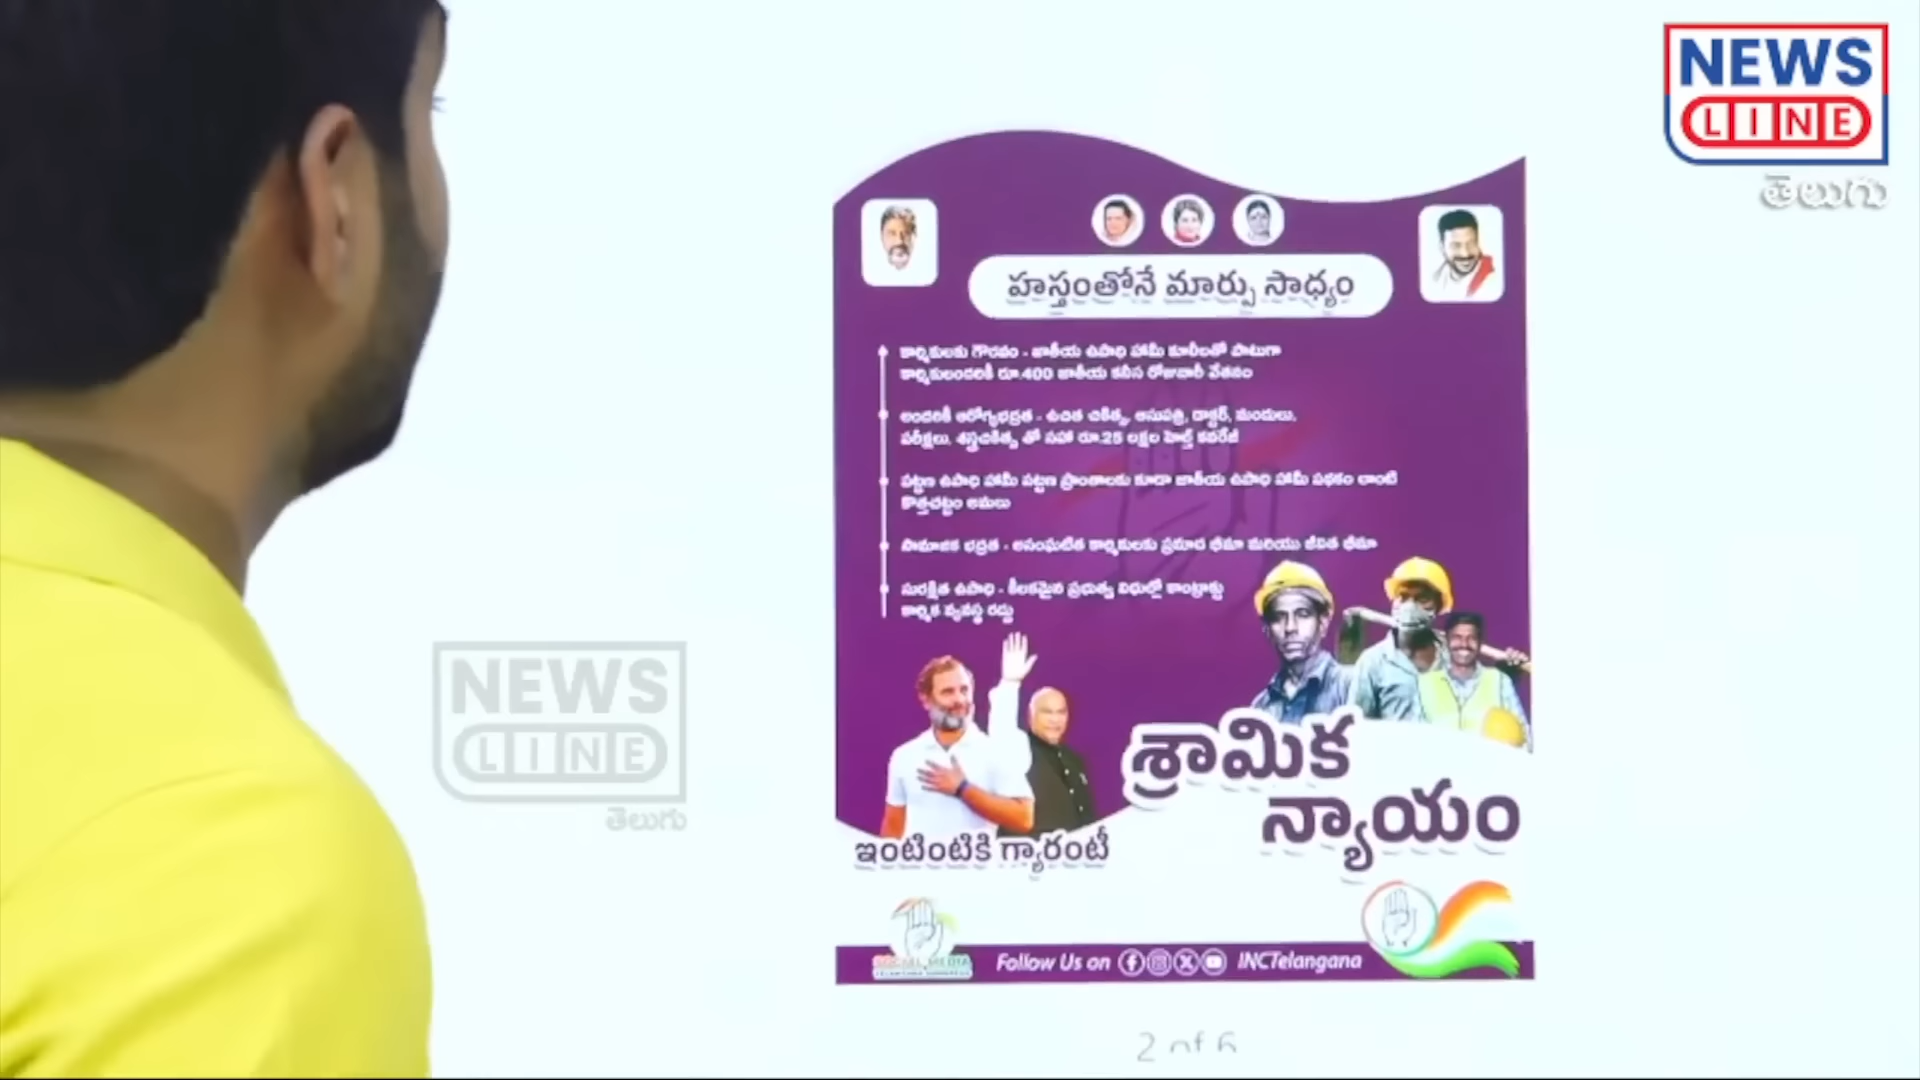 NEWS
LINE
తెలుగు
హస్తంతోనే మార్పు సాధ్యం
కార్మికులకు గౌరవం - జాతీయ ఉపాధి హామీ కూలీలతో పాటుగా
కార్మికులందరికీ రూ.400 జాతీయ కనీస రోజువారీ వేతనం
అందరికీ ఆరోగ్యభద్రత - ఉచిత చికిత్స, ఆసుపత్రి, డాక్టర్, మందులు,
పరీక్షలు, శస్త్రచికిత్స తో సహా రూ.25 లక్షల హెల్త్ కవరేజ్
పట్టణ ఉపాధి హామీ పట్టణ ప్రాంతాలకు కూడా జాతీయ ఉపాధి హామీ పథకం లాంటి
కొత్తచట్టం అమలు
సామాజిక భద్రత - అసంఘటిత కార్మికులకు ప్రమాద భీమా మరియు జీవిత భీమా
సురక్షిత ఉపాధి - కీలకమైన ప్రభుత్వ విధుల్లో కాంట్రాక్టు
కార్మిక వ్యవస్థ రద్దు
NEWS
LINE
తెలుగు
శ్రామిక
న్యాయం
ఇంటింటికి గ్యారంటీ
SOCIAL MEDIA
Follow Us on INCTelangana
2 of 6